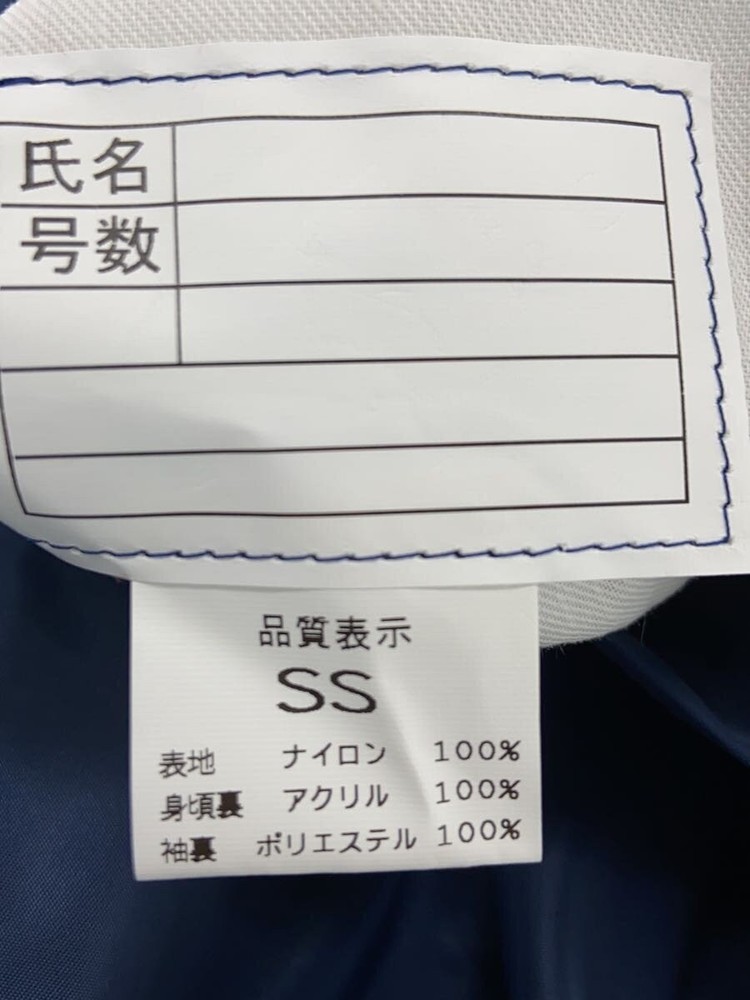 氏名
号数
品質表示
SS
表地 ナイロン 100%
身頃裏 アクリル 100%
袖裏 ポリエステル 100%